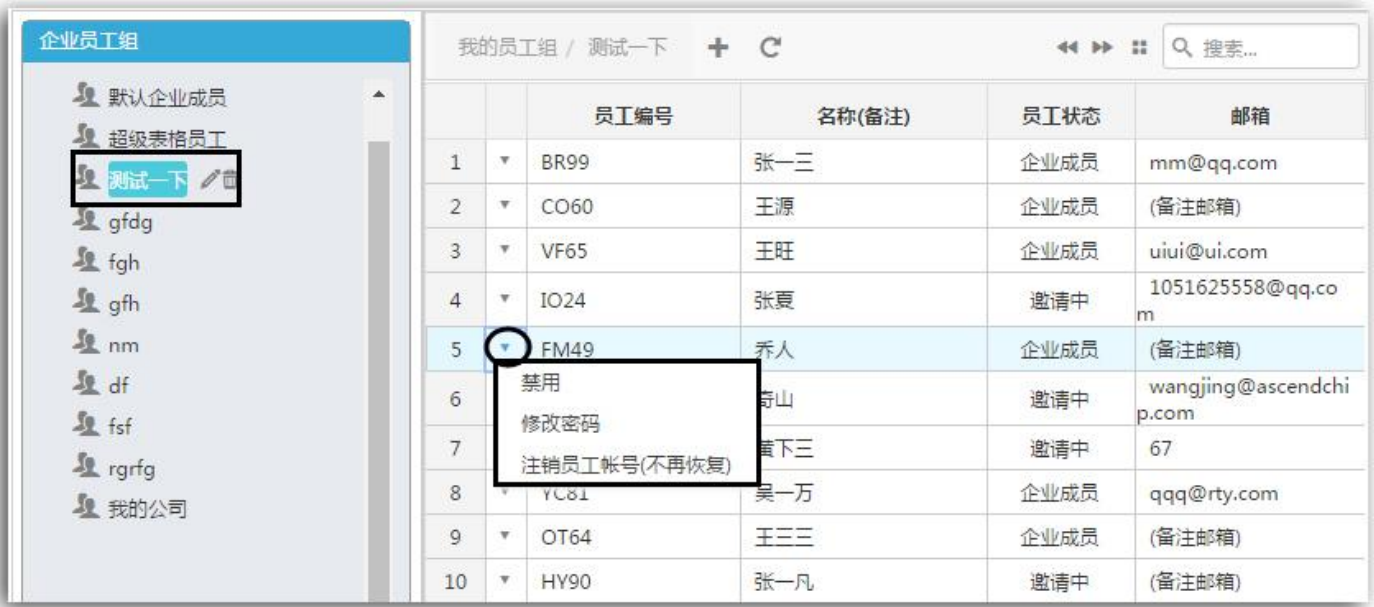 企业员工组
默认企业成员
超级表格员工
测试一下
gfdg
fgh
gfh
nm
df
fsf
rgrfg
我的公司
我的员工组 / 测试一下 搜索...
员工编号 名称(备注) 员工状态 邮箱
1 BR99 张一三 企业成员 mm@qq.com
2 CO60 王源 企业成员 (备注邮箱)
3 VF65 王旺 企业成员 uiui@ui.com
4 IO24 张夏 邀请中 1051625558@qq.co
m
5 FM49 乔人 企业成员 (备注邮箱)
禁用
修改密码
注销员工帐号(不再恢复)
6 山 邀请中 wangjing@ascendchi
p.com
7 下三 邀请中 67
8 YC81 吴一万 企业成员 qqq@rty.com
9 OT64 王三三 企业成员 (备注邮箱)
10 HY90 张一凡 邀请中 (备注邮箱)